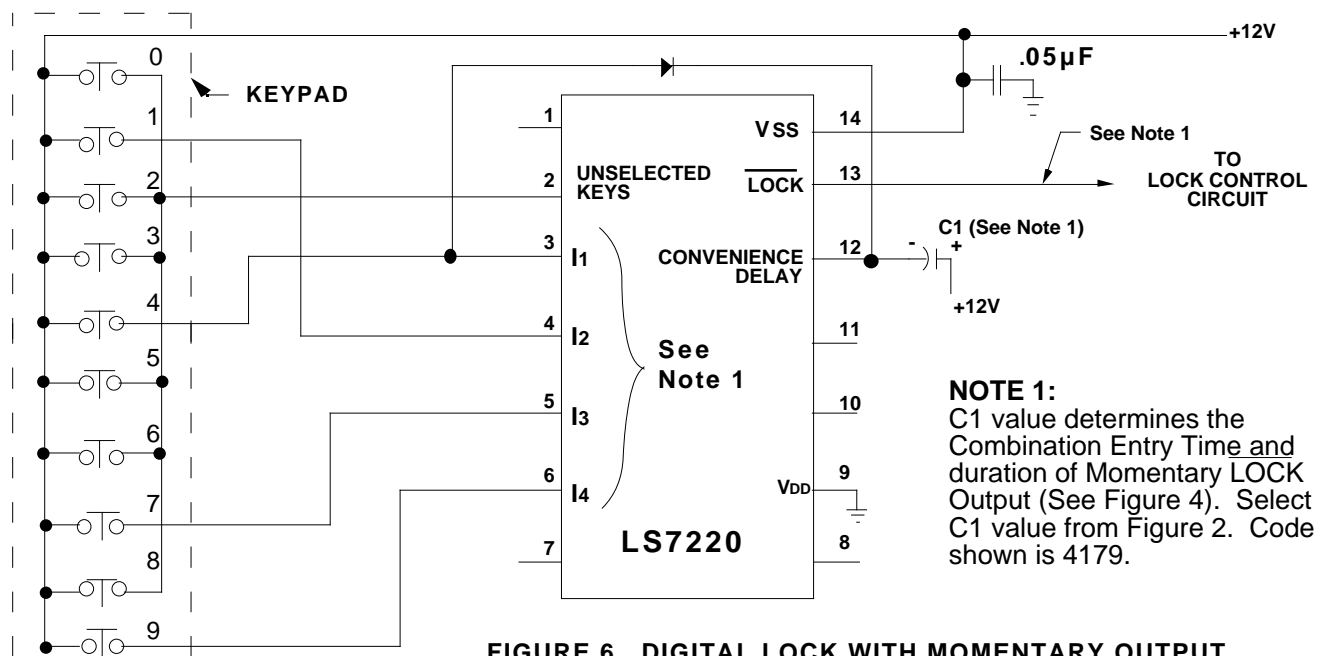 +12V
0
.05µF
KEYPAD
1
1
VSS
14
See Note 1
TO
LOCK CONTROL
CIRCUIT
2
2
UNSELECTED
KEYS
LOCK
13
3
3
I1
CONVENIENCE
DELAY
12
C1 (See Note 1)
- +
+12V
4
4
I2
11
See
Note 1
5
5
I3
10
6
6
I4
VDD
9
7
7
LS7220
8
8
9
NOTE 1:
C1 value determines the
Combination Entry Time and
duration of Momentary LOCK
Output (See Figure 4). Select
C1 value from Figure 2. Code
shown is 4179.
FIGURE 6. DIGITAL LOCK WITH MOMENTARY OUTPUT